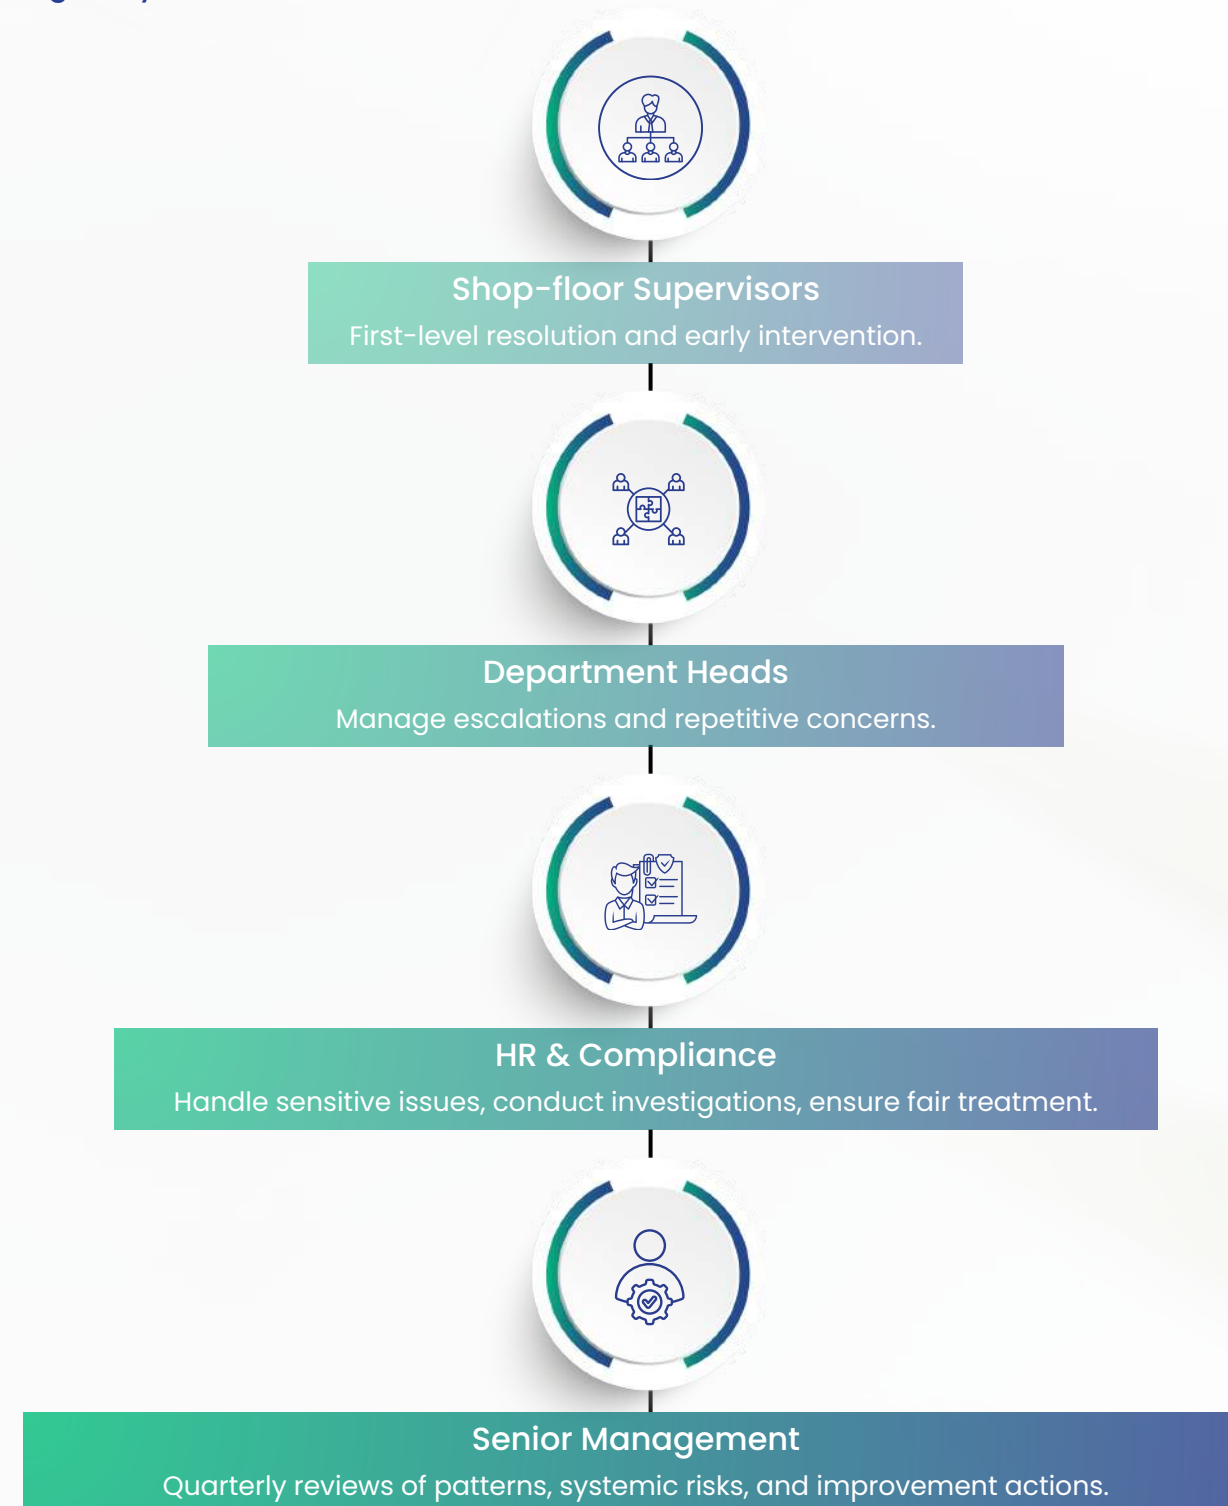 Shop-floor Supervisors
First-level resolution and early intervention.
Department Heads
Manage escalations and repetitive concerns.
HR & Compliance
Handle sensitive issues, conduct investigations, ensure fair treatment.
Senior Management
Quarterly reviews of patterns, systemic risks, and improvement actions.